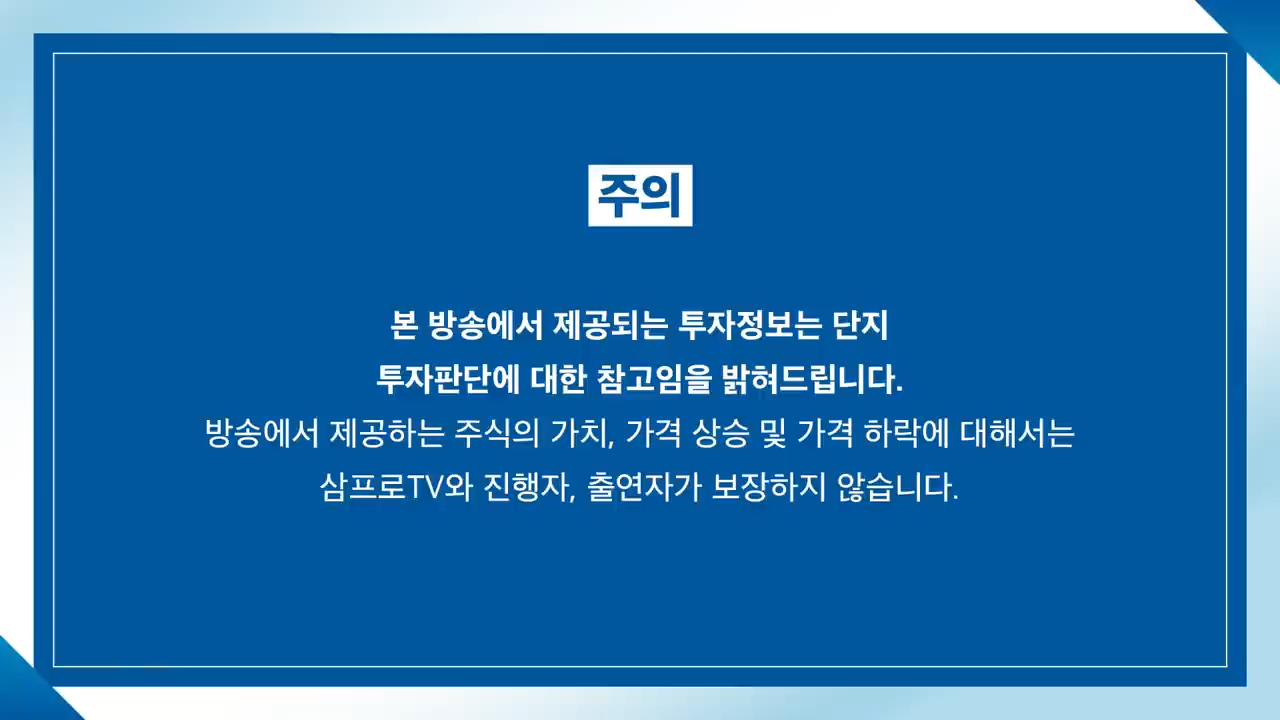 주의
본 방송에서 제공되는 투자정보는 단지
투자판단에 대한 참고임을 밝혀드립니다.
방송에서 제공하는 주식의 가치, 가격 상승 및 가격 하락에 대해서는
삼프로TV와 진행자, 출연자가 보장하지 않습니다.